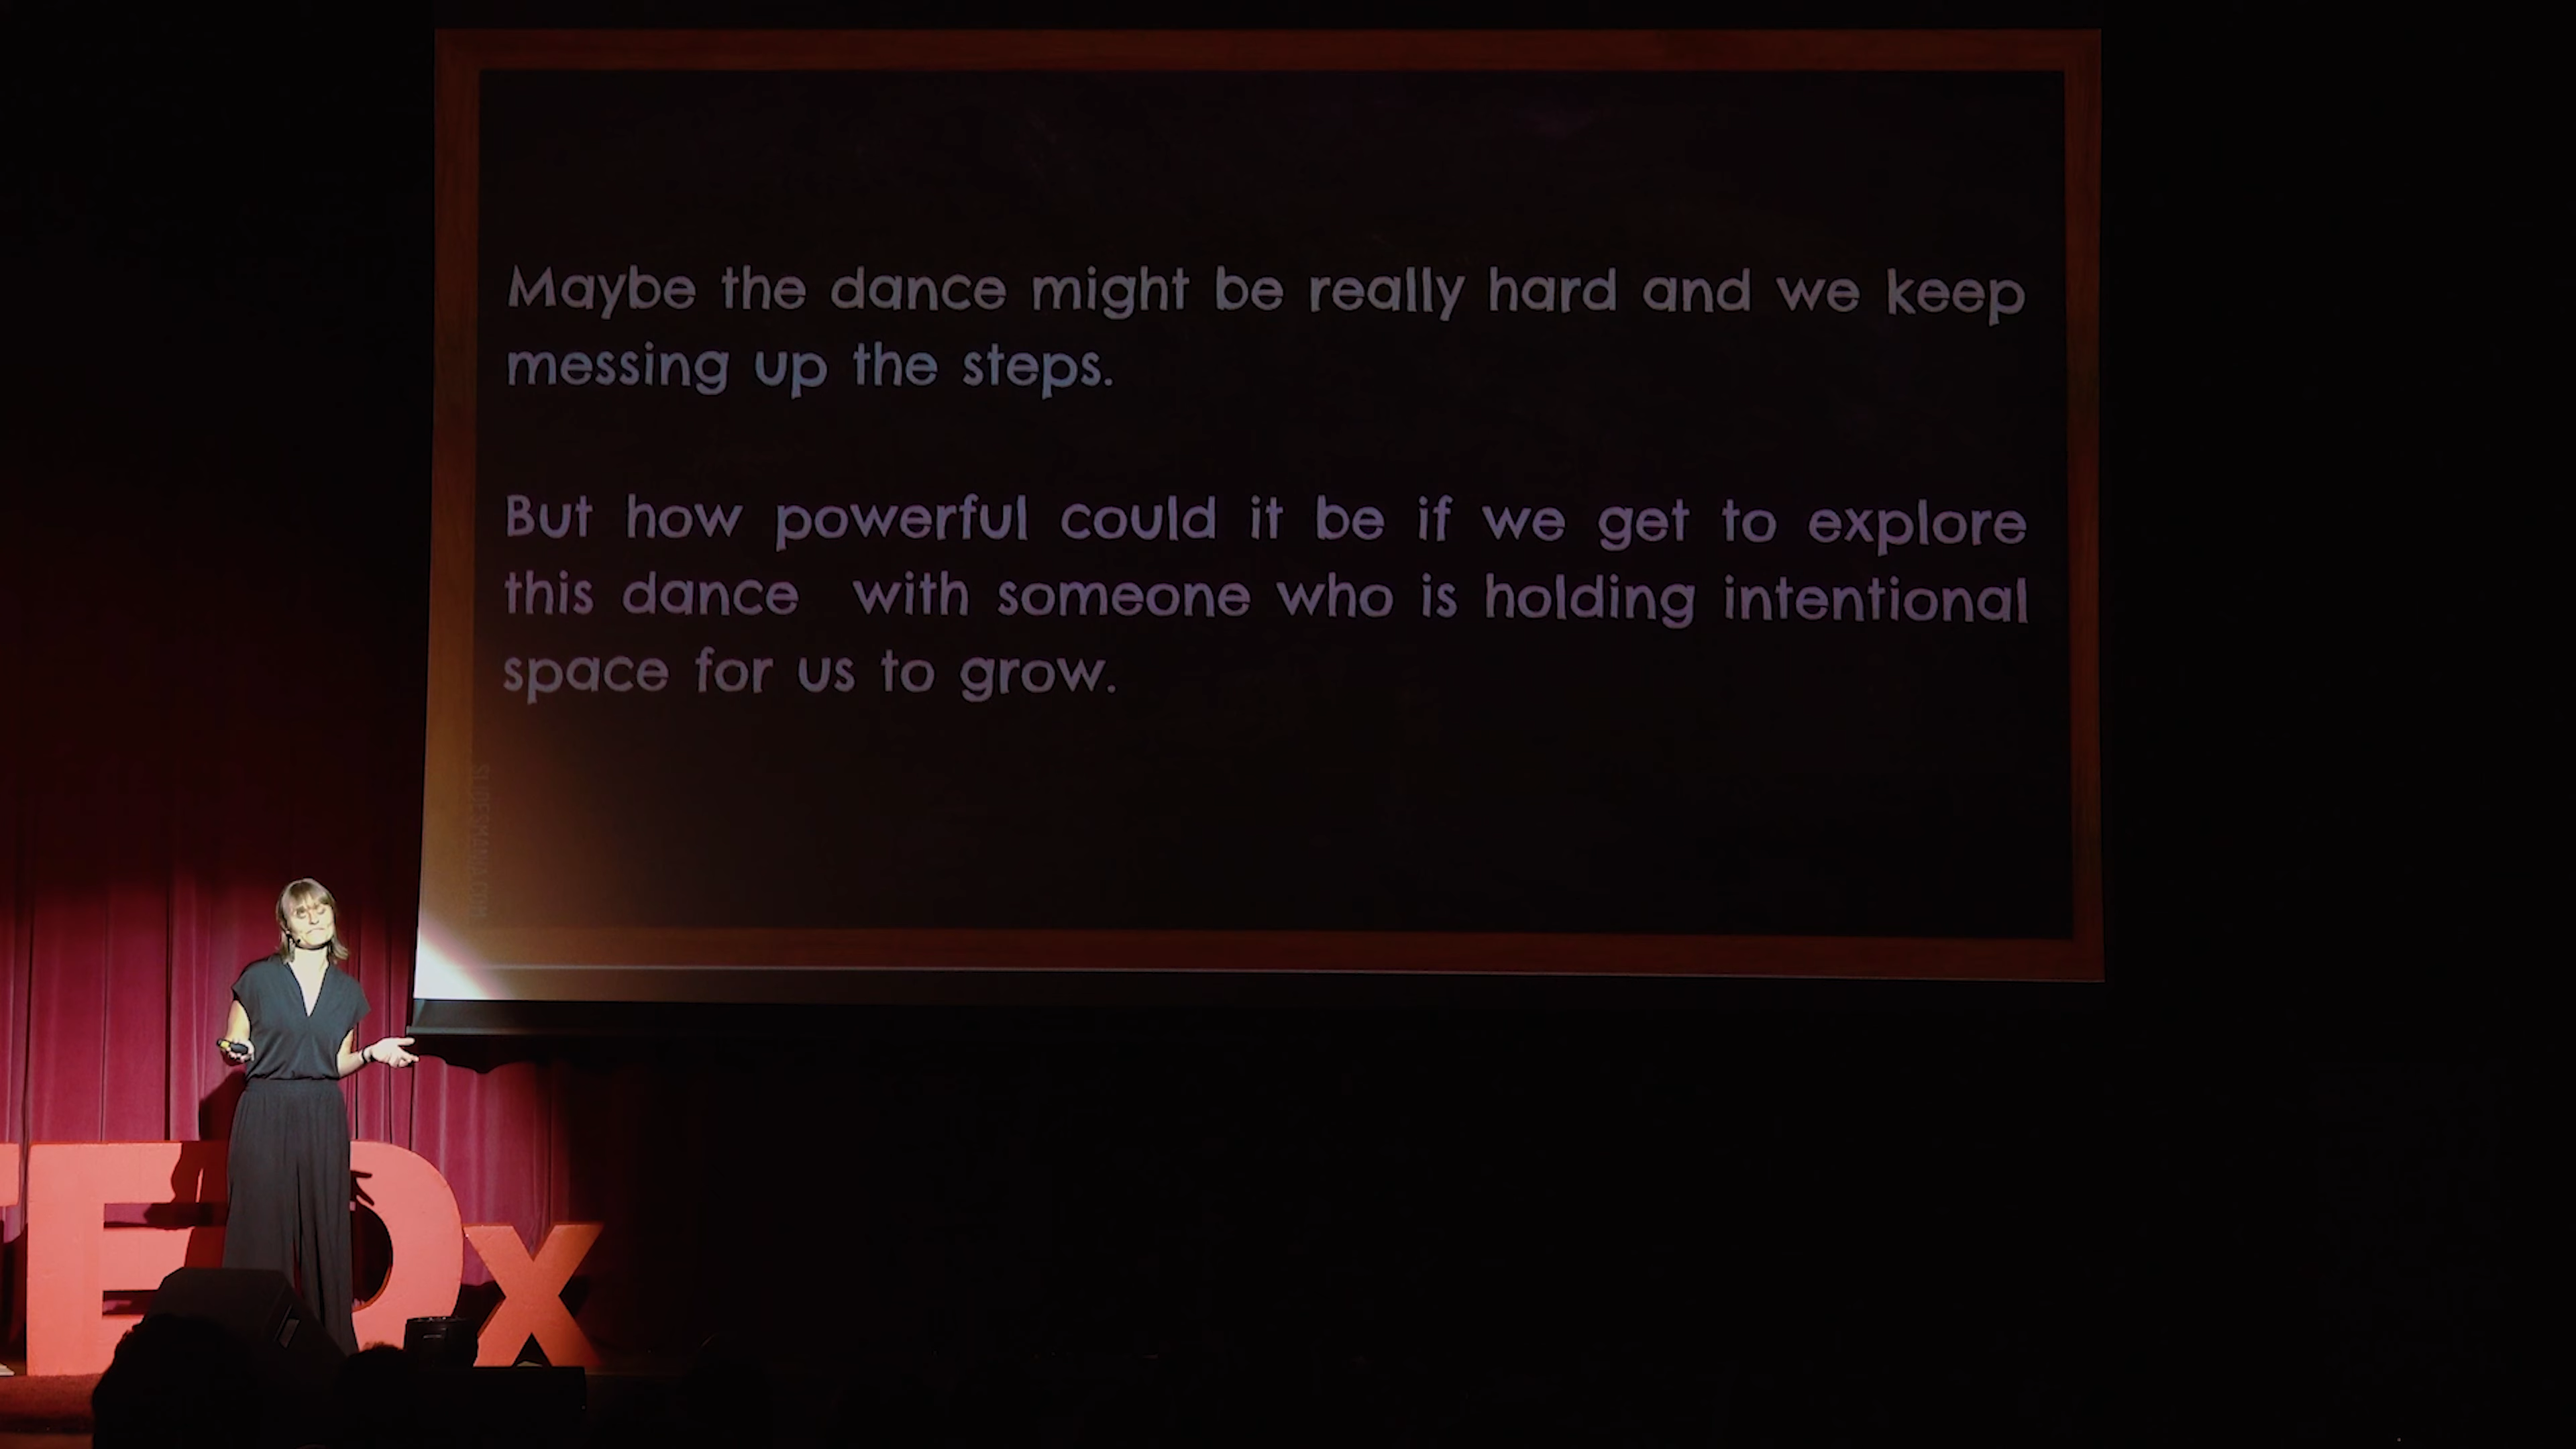 Maybe the dance might be really hard and we keep
messing up the steps.
But how powerful could it be if we get to explore
this dance with someone who is holding intentional
space for us to grow.
SLIDESMANIA.COM
TEDx